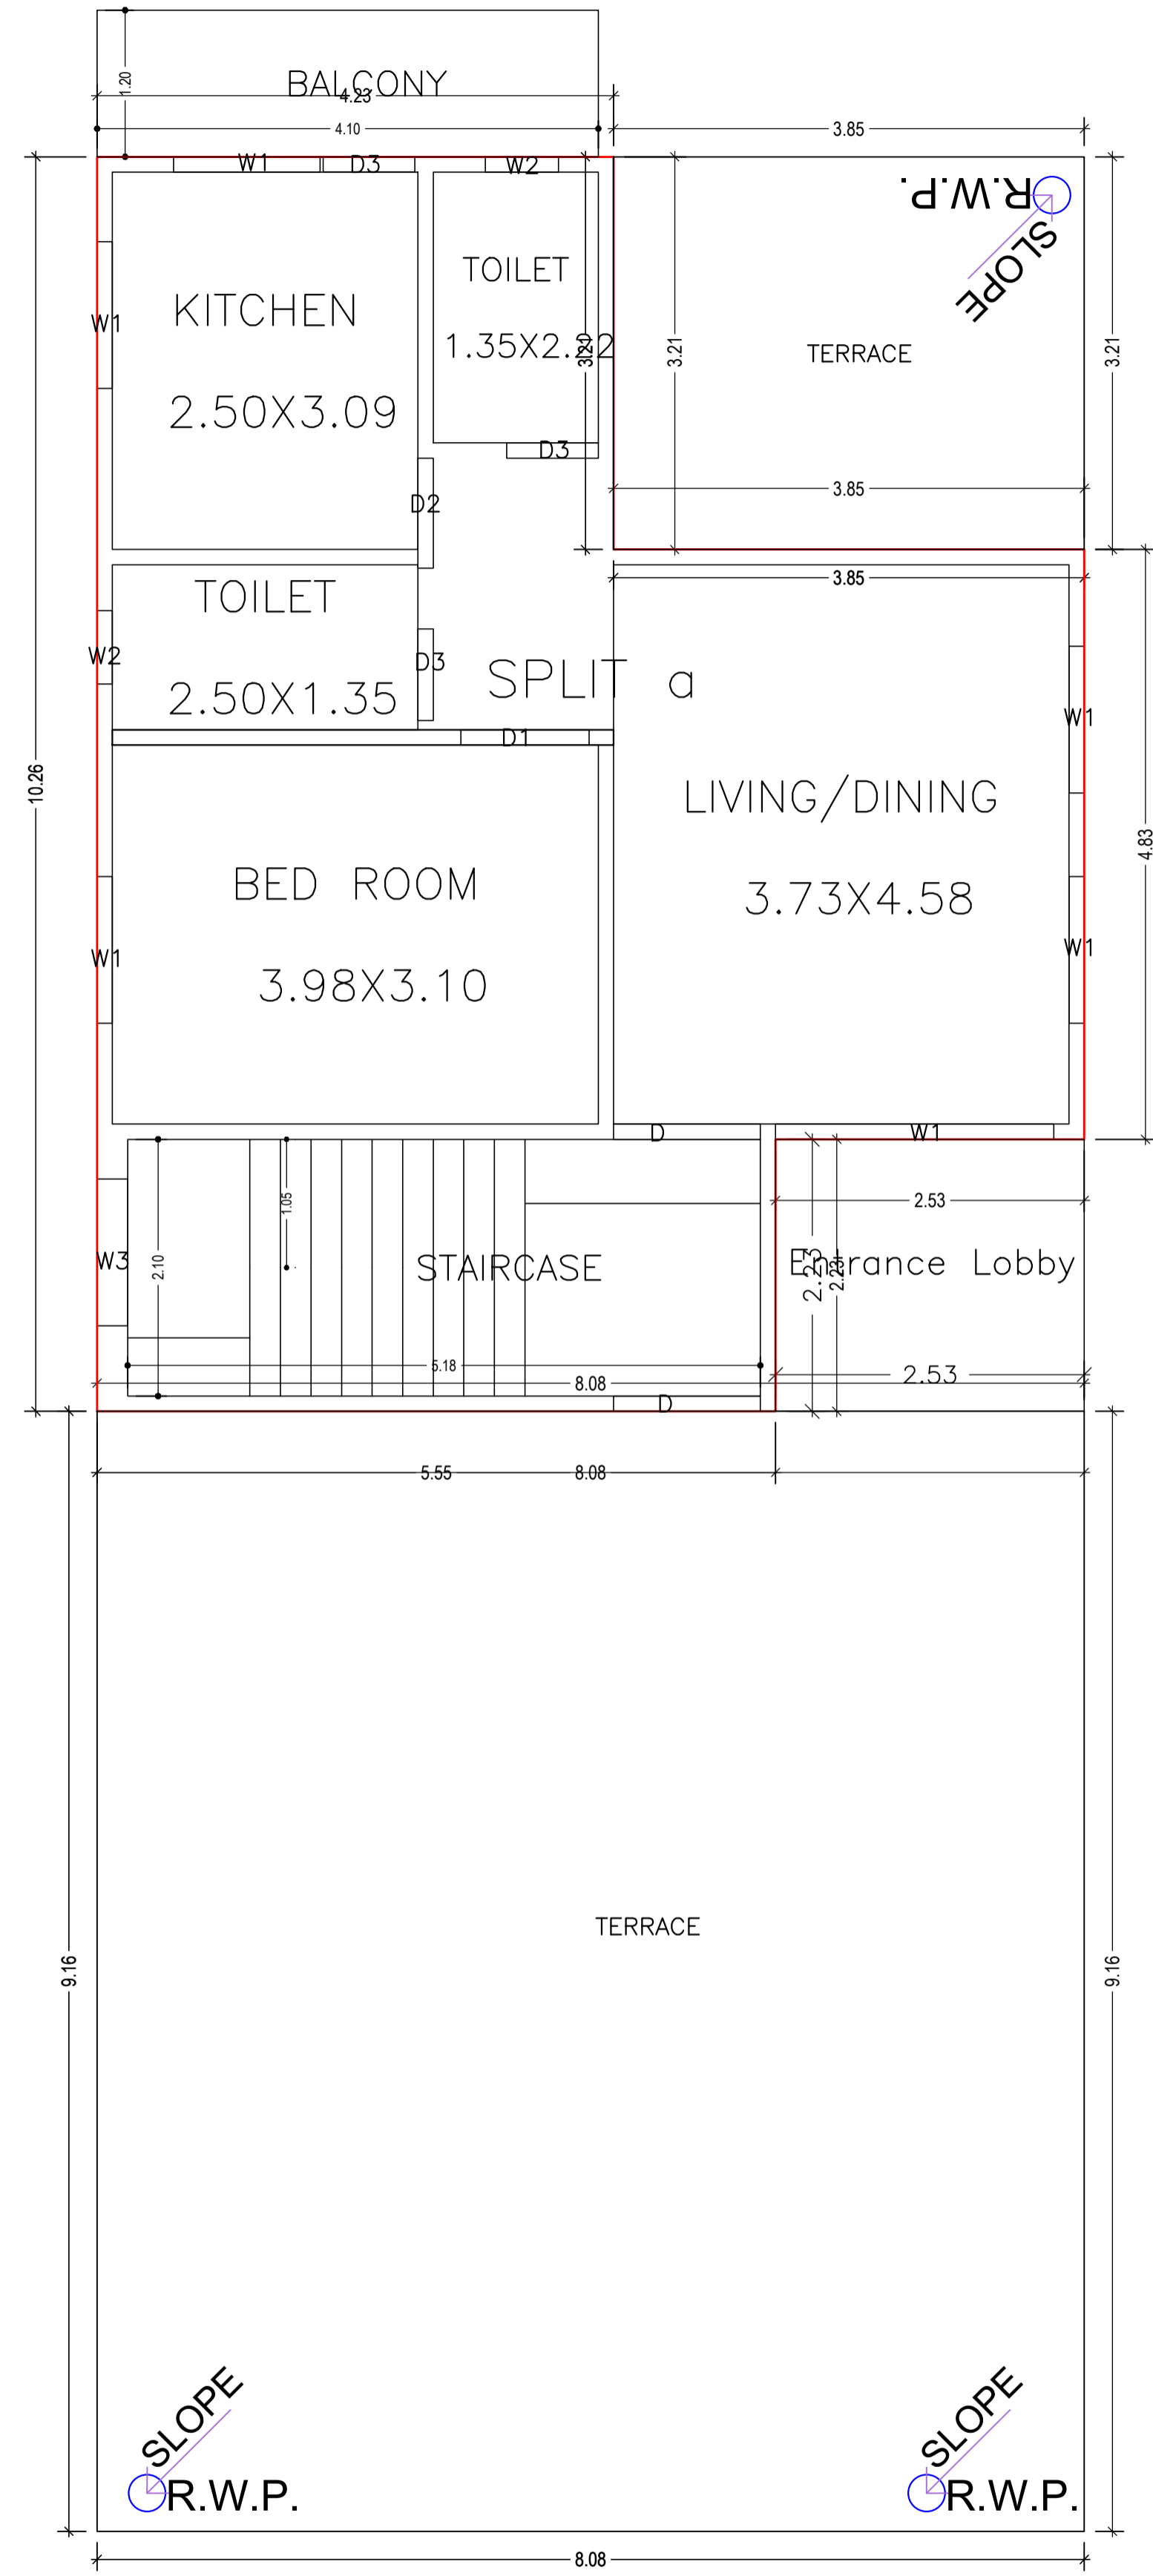 1.20
BALCONY
4.23
4.10
3.85
W1
D3
W2
R.W.P.
SLOPE
TOILET
1.35X2.22
KITCHEN
2.50X3.09
W1
3.21
3.21
TERRACE
3.21
D3
D2
3.85
3.85
TOILET
2.50X1.35
W2
D3
SPLIT a
W1
D1
10.26
LIVING/DINING
3.73X4.58
4.83
BED ROOM
3.98X3.10
W1
W1
D
W1
1.05
2.10
2.53
W3
STAIRCASE
Entrance Lobby
2.23
2.23
5.18
2.53
8.08
D
5.55
8.08
TERRACE
9.16
9.16
SLOPE
R.W.P.
SLOPE
R.W.P.
8.08